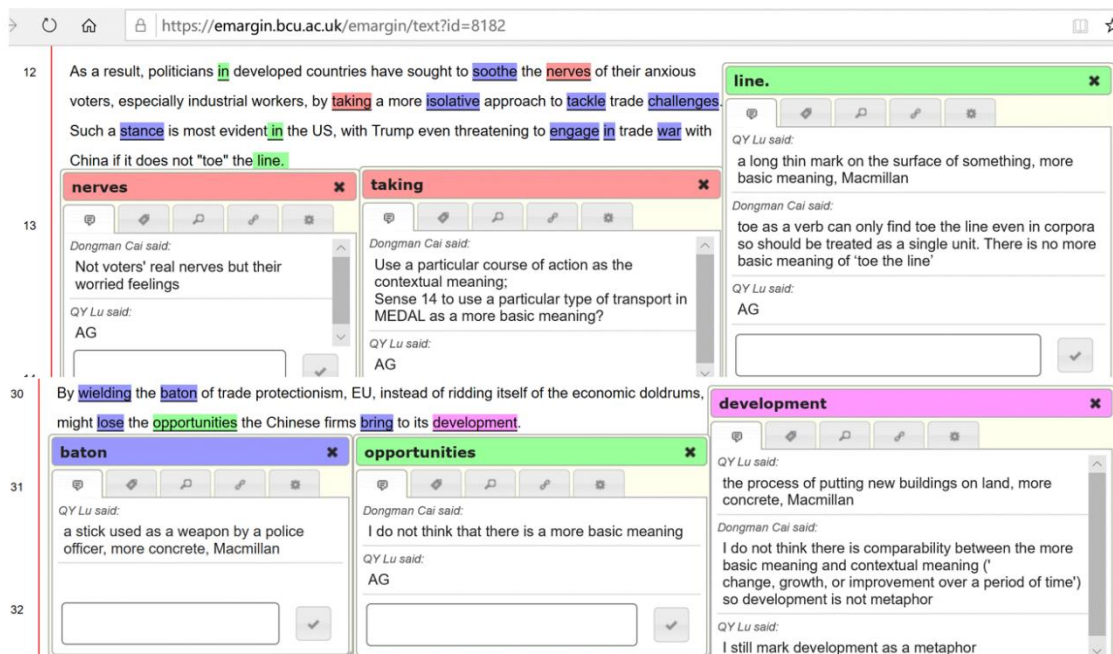 https://emargin.bcu.ac.uk/emargin/text?id=8182
12
As a result, politicians in developed countries have sought to soothe the nerves of their anxious
voters, especially industrial workers, by taking a more isolative approach to tackle trade challenges.
Such a stance is most evident in the US, with Trump even threatening to engage in trade war with
China if it does not "toe" the line.
line.
QY Lu said:
a long thin mark on the surface of something, more
basic meaning, Macmillan
Dongman Cai said:
toe as a verb can only find toe the line even in corpora
so should be treated as a single unit. There is no more
basic meaning of ‘toe the line’
QY Lu said:
AG
13
nerves
Dongman Cai said:
Not voters' real nerves but their
worried feelings
QY Lu said:
AG
taking
Dongman Cai said:
Use a particular course of action as the
contextual meaning;
Sense 14 to use a particular type of transport in
MEDAL as a more basic meaning?
QY Lu said:
AG
30
By wielding the baton of trade protectionism, EU, instead of ridding itself of the economic doldrums,
might lose the opportunities the Chinese firms bring to its development.
31
32
baton
QY Lu said:
a stick used as a weapon by a police
officer, more concrete, Macmillan
opportunities
Dongman Cai said:
I do not think that there is a more basic meaning
QY Lu said:
AG
development
QY Lu said:
the process of putting new buildings on land, more
concrete, Macmillan
Dongman Cai said:
I do not think there is comparability between the more
basic meaning and contextual meaning ('
change, growth, or improvement over a period of time')
so development is not metaphor
QY Lu said:
I still mark development as a metaphor